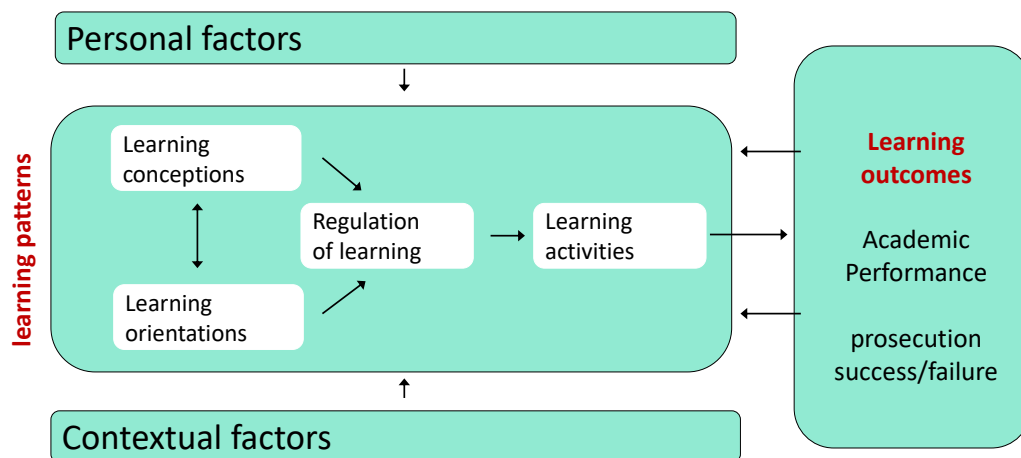 Personal factors
learning patterns
Learning
conceptions
Regulation
of learning
Learning
activities
Learning
orientations
Contextual factors
Learning
outcomes
Academic
Performance
prosecution
success/failure